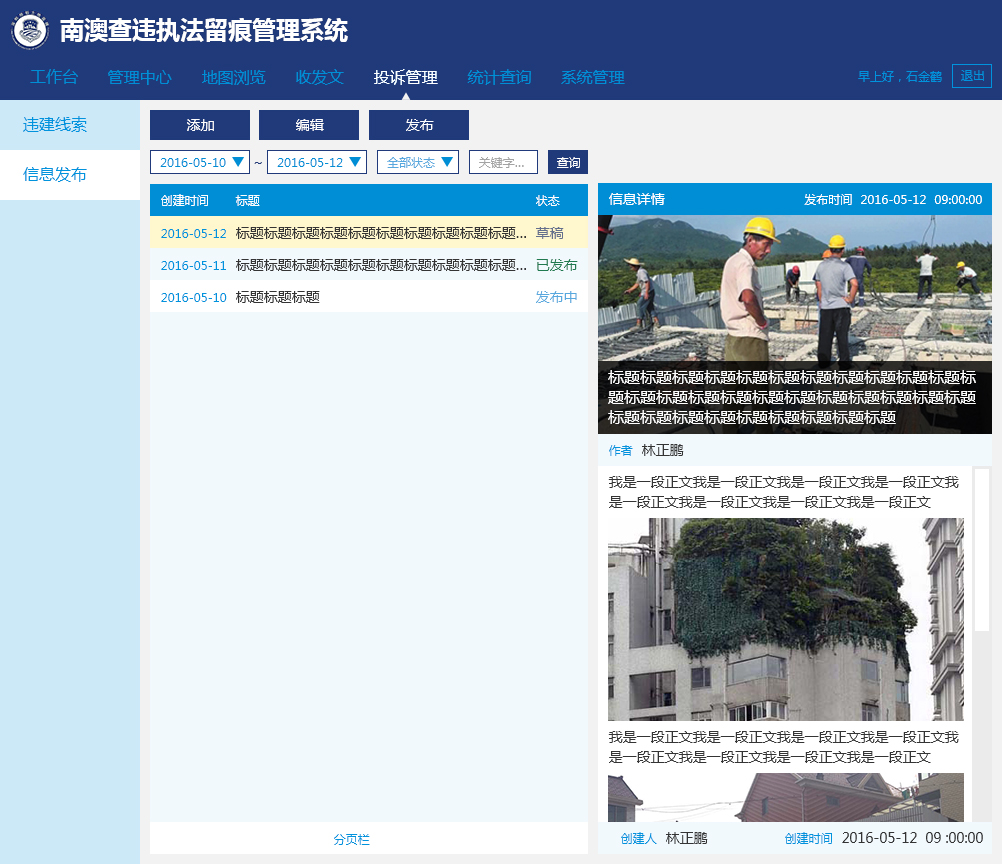 南澳查违执法留痕管理系统
工作台 管理中心 地图浏览 收发文 投诉管理 统计查询 系统管理 早上好，石金鹤 退出
违建线索
信息发布
添加 编辑 发布
2016-05-10 ~ 2016-05-12 全部状态 关键字... 查询
创建时间 标题 状态
2016-05-12 标题标题标题标题标题标题标题标题标题标题... 草稿
2016-05-11 标题标题标题标题标题标题标题标题标题标题... 已发布
2016-05-10 标题标题标题 发布中
分页栏
信息详情 发布时间 2016-05-12 09:00:00
标题标题标题标题标题标题标题标题标题标题标题标
题标题标题标题标题标题标题标题标题标题标题标题
标题标题标题标题标题标题标题标题标题
作者 林正鹏
我是一段正文我是一段正文我是一段正文我是一段正文我
是一段正文我是一段正文我是一段正文我是一段正文
我是一段正文我是一段正文我是一段正文我是一段正文我
是一段正文我是一段正文我是一段正文我是一段正文
创建人 林正鹏 创建时间 2016-05-12 09 :00:00